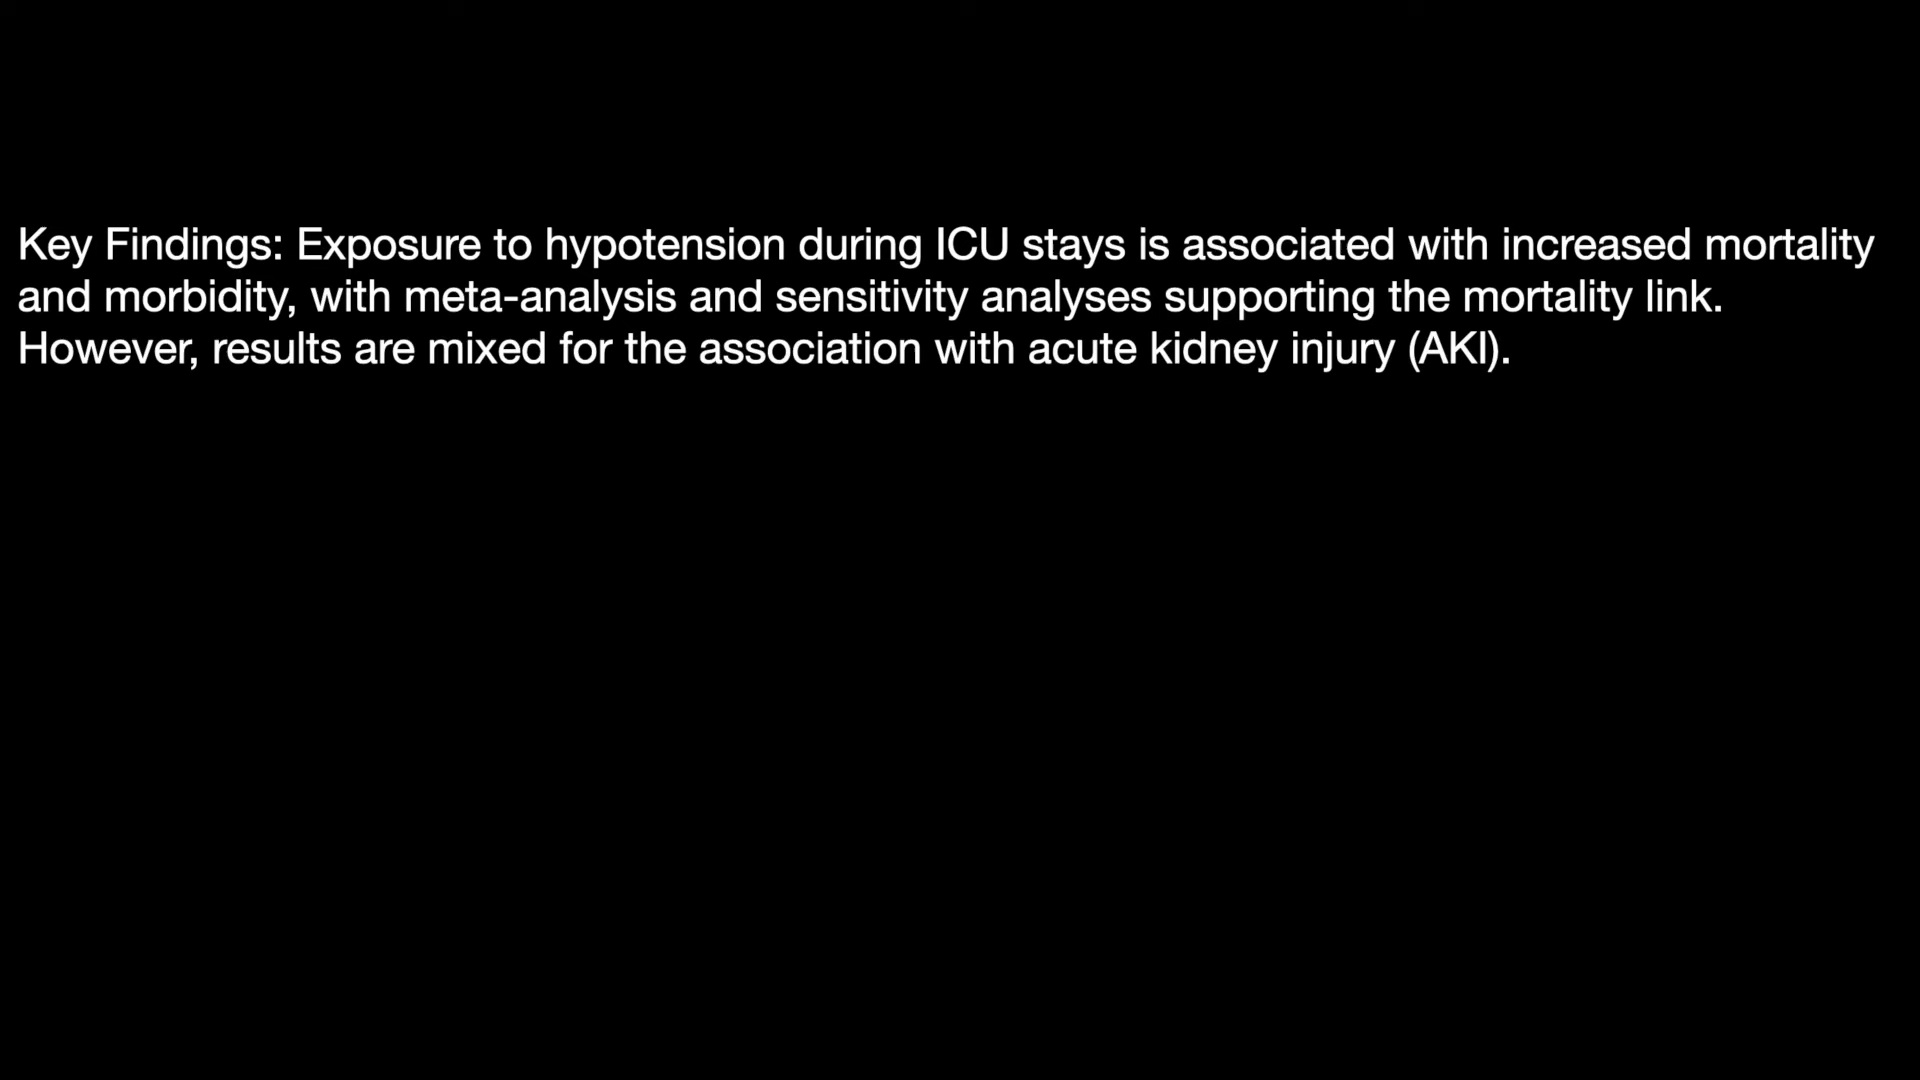 Key Findings: Exposure to hypotension during ICU stays is associated with increased mortality
and morbidity, with meta-analysis and sensitivity analyses supporting the mortality link.
However, results are mixed for the association with acute kidney injury (AKI).